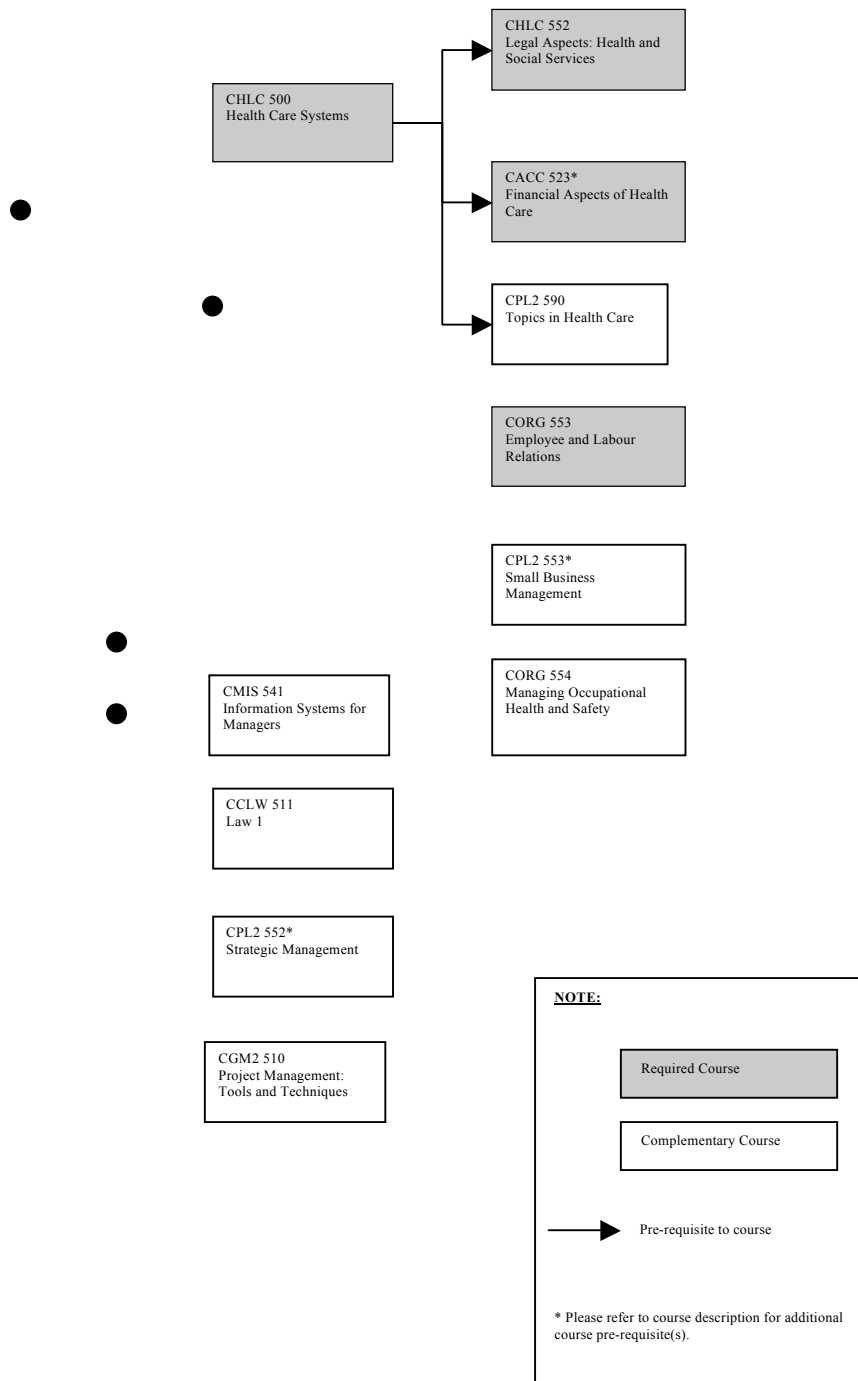 CHLC 552
Legal Aspects: Health and
Social Services
CHLC 500
Health Care Systems
CACC 523*
Financial Aspects of Health
Care
CPL2 590
Topics in Health Care
CORG 553
Employee and Labour
Relations
CPL2 553*
Small Business
Management
CORG 554
Managing Occupational
Health and Safety
CMIS 541
Information Systems for
Managers
CCLW 511
Law 1
CPL2 552*
Strategic Management
CGM2 510
Project Management:
Tools and Techniques
NOTE:
Required Course
Complementary Course
Pre-requisite to course
* Please refer to course description for additional
course pre-requisite(s).